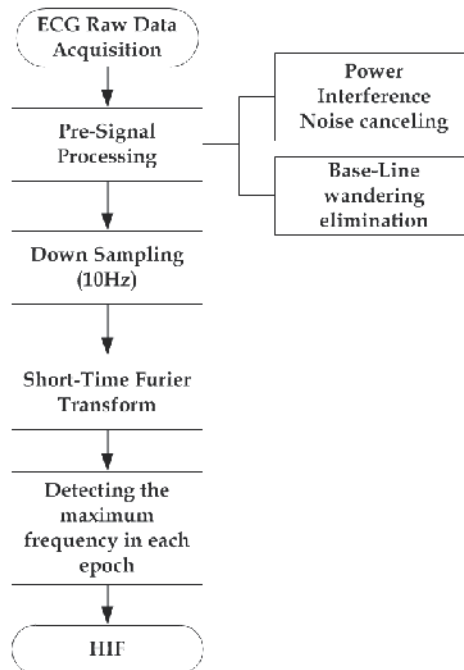 ECG Raw Data
Acquisition
Pre-Signal
Processing
Power
Interference
Noise canceling
Base-Line
wandering
elimination
Down Sampling
(10Hz)
Short-Time Furier
Transform
Detecting the
maximum
frequency in each
epoch
HIF